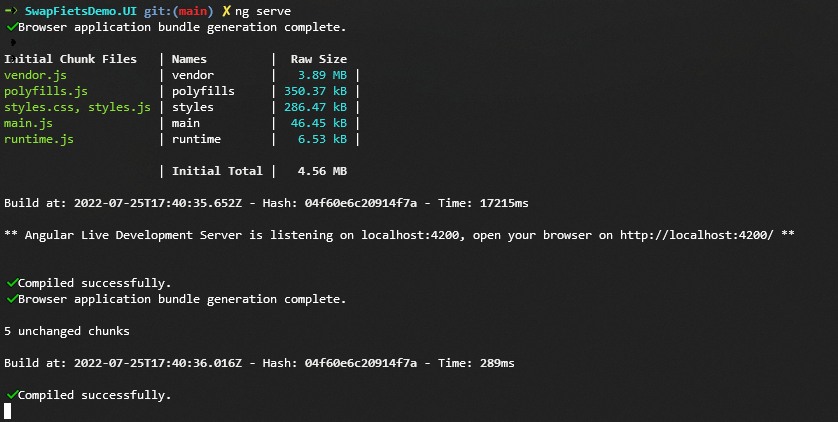 → SwapFietsDemo.UI git:(main) ✗ ng serve
✓Browser application bundle generation complete.
Initial Chunk Files | Names | Raw Size
vendor.js | vendor | 3.89 MB |
polyfills.js | polyfills | 350.37 kB |
styles.css, styles.js | styles | 286.47 kB |
main.js | main | 46.45 kB |
runtime.js | runtime | 6.53 kB |
| Initial Total | 4.56 MB
Build at: 2022-07-25T17:40:35.652Z - Hash: 04f60e6c20914f7a - Time: 17215ms
** Angular Live Development Server is listening on localhost:4200, open your browser on http://localhost:4200/ **
✓Compiled successfully.
✓Browser application bundle generation complete.
5 unchanged chunks
Build at: 2022-07-25T17:40:36.016Z - Hash: 04f60e6c20914f7a - Time: 289ms
✓Compiled successfully.